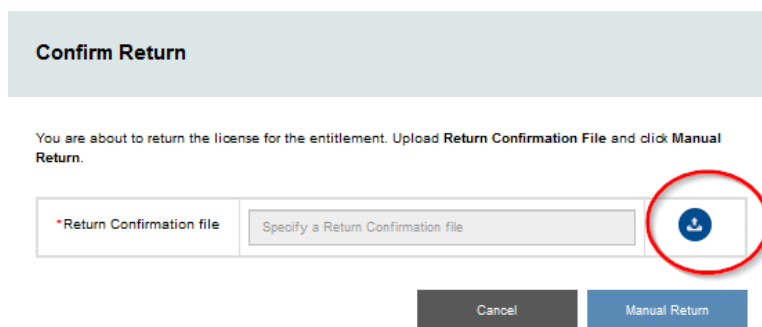 Confirm Return
You are about to return the license for the entitlement. Upload Return Confirmation File and click Manual
Return.
*Return Confirmation file
Specify a Return Confirmation file
Cancel
Manual Return